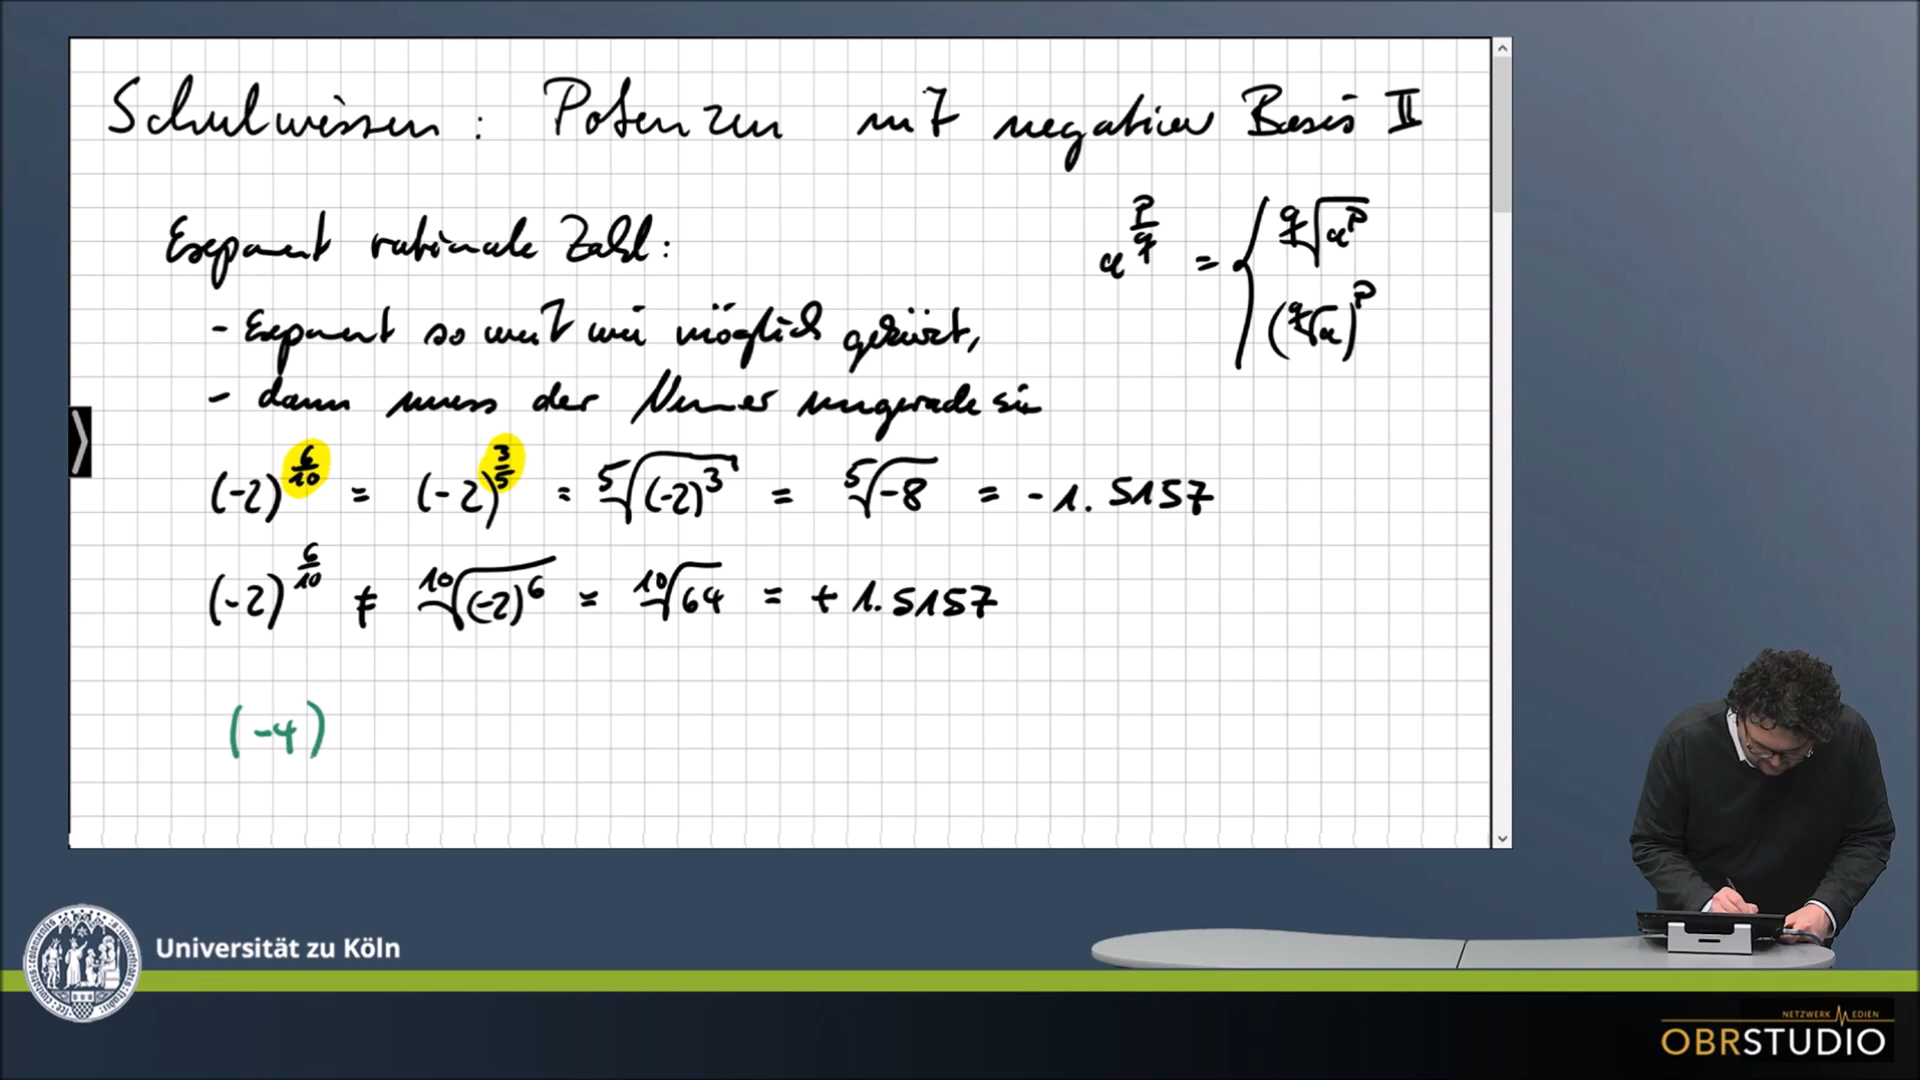 Schulwissen: Potenzen mit negativer Basis II
Exponent rationale Zahl:
a^(p/q) = { ^q√(a^p)
(^q√a)^p
- Exponent so weit wie möglich gekürzt,
- dann muss der Nenner ungerade sein
(-2)^(6/10) = (-2)^(3/5) = ⁵√((-2)³) = ⁵√(-8) = -1.5157
(-2)^(6/10) ≠ ¹⁰√((-2)⁶) = ¹⁰√64 = +1.5157
(-4)
Universität zu Köln
NETZWERK MEDIEN
OBRSTUDIO